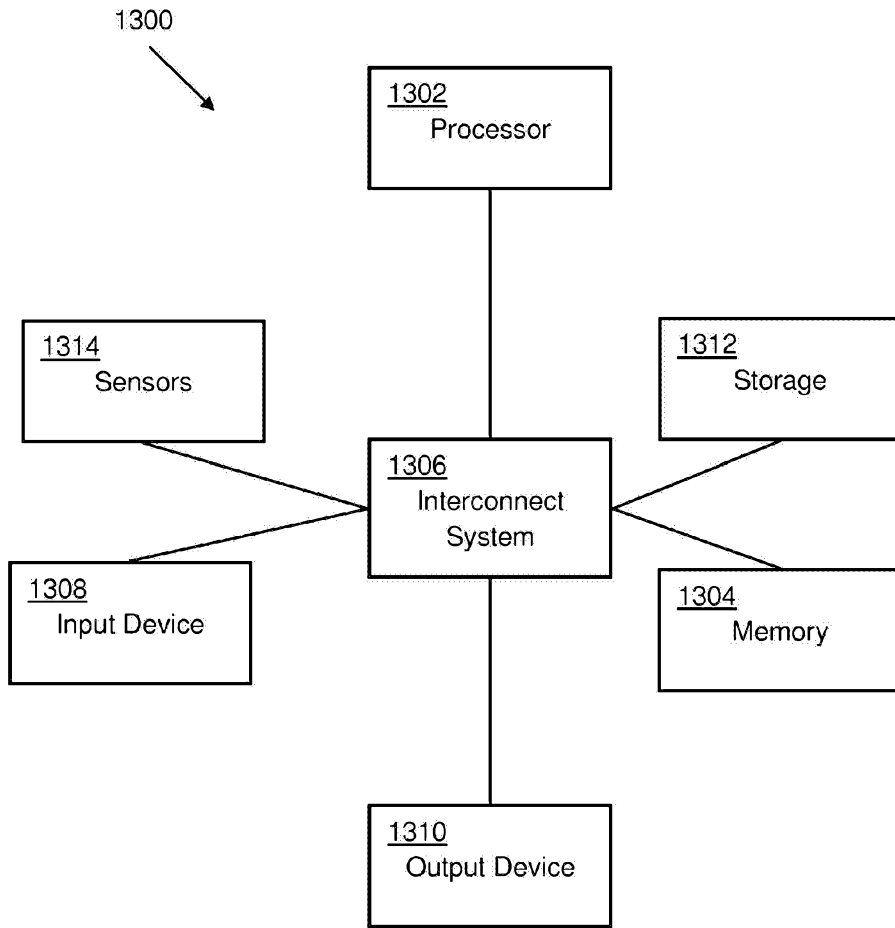 1300
1302
Processor
1314
Sensors
1312
Storage
1306
Interconnect
System
1308
Input Device
1304
Memory
1310
Output Device